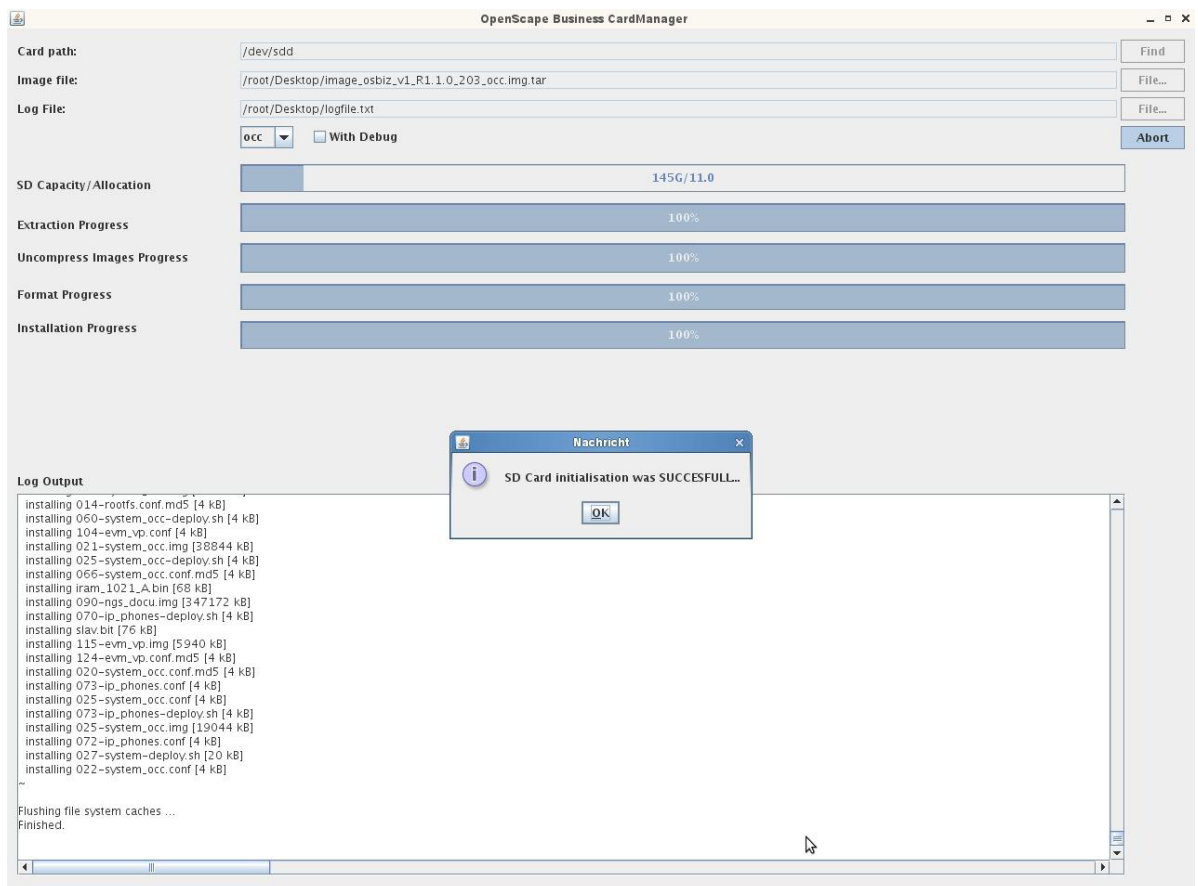 OpenScape Business CardManager
Card path:
/dev/sdd
Find
Image file:
/root/Desktop/image_osbiz_v1_R1.1.0_203_occ.img.tar
File...
Log File:
/root/Desktop/logfile.txt
File...
occ
With Debug
Abort
SD Capacity/Allocation
145G/11.0
Extraction Progress
100%
Uncompress Images Progress
100%
Format Progress
100%
Installation Progress
100%
Nachricht
SD Card initialisation was SUCCESFULL...
OK
Log Output
installing 014-rootfs.conf.md5 [4 kB]
installing 060-system_occ-deploy.sh [4 kB]
installing 104-evm_vp.conf [4 kB]
installing 021-system_occ.img [38844 kB]
installing 025-system_occ-deploy.sh [4 kB]
installing 066-system_occ.conf.md5 [4 kB]
installing iram_1021_A.bin [68 kB]
installing 090-ngs_docu.img [347172 kB]
installing 070-ip_phones-deploy.sh [4 kB]
installing slav.bit [76 kB]
installing 115-evm_vp.img [5940 kB]
installing 124-evm_vp.conf.md5 [4 kB]
installing 020-system_occ.conf.md5 [4 kB]
installing 073-ip_phones.conf [4 kB]
installing 025-system_occ.conf [4 kB]
installing 073-ip_phones-deploy.sh [4 kB]
installing 025-system_occ.img [19044 kB]
installing 072-ip_phones.conf [4 kB]
installing 027-system-deploy.sh [20 kB]
installing 022-system_occ.conf [4 kB]
~
Flushing file system caches ...
Finished.